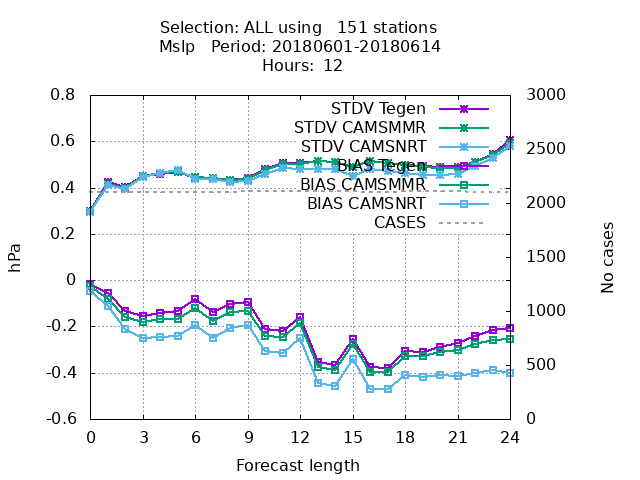 Selection: ALL using   151 stations
Mslp   Period: 20180601-20180614
Hours:  12
STDV Tegen
STDV CAMSMMR
STDV CAMSNRT
BIAS Tegen
BIAS CAMSMMR
BIAS CAMSNRT
CASES
0.8
0.6
0.4
0.2
0
-0.2
-0.4
-0.6
hPa
3000
2500
2000
1500
1000
500
0
No cases
0 3 6 9 12 15 18 21 24
Forecast length